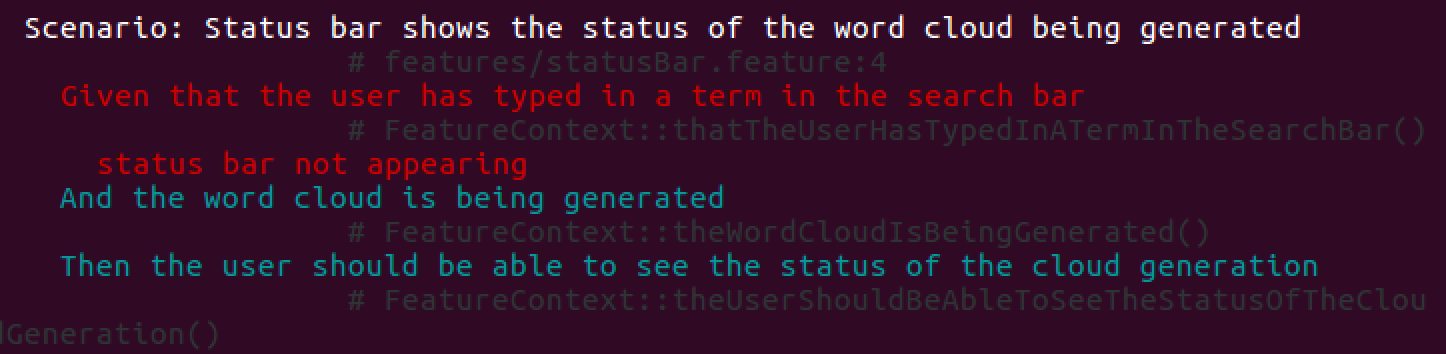 Scenario: Status bar shows the status of the word cloud being generated
# features/statusBar.feature:4
Given that the user has typed in a term in the search bar
# FeatureContext::thatTheUserHasTypedInATermInTheSearchBar()
status bar not appearing
And the word cloud is being generated
# FeatureContext::theWordCloudIsBeingGenerated()
Then the user should be able to see the status of the cloud generation
# FeatureContext::theUserShouldBeAbleToSeeTheStatusOfTheClou
dGeneration()